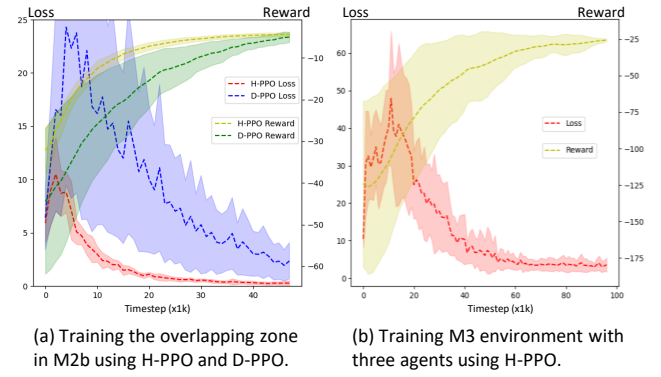 Loss Reward
25
20
15
10
5
0
-10
-20
-30
-40
-50
-60
H-PPO Loss
D-PPO Loss
H-PPO Reward
D-PPO Reward
0 10 20 30 40
Timestep (x1k)
(a) Training the overlapping zone
in M2b using H-PPO and D-PPO.
Loss Reward
60
50
40
30
20
10
0
-25
-50
-75
-100
-125
-150
-175
Loss
Reward
0 20 40 60 80 100
Timestep (x1k)
(b) Training M3 environment with
three agents using H-PPO.